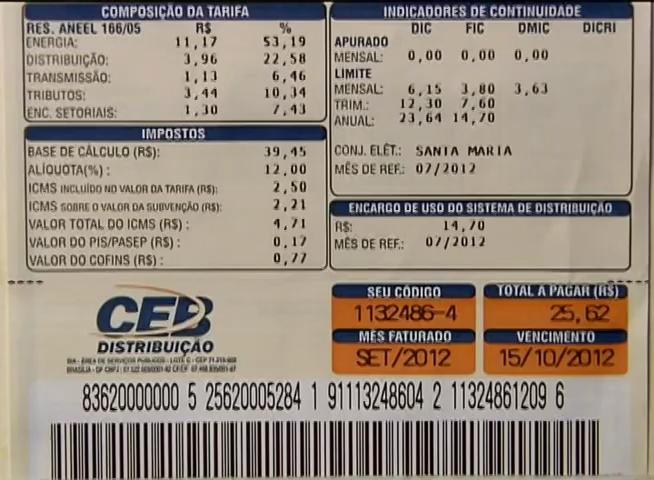 COMPOSIÇÃO DA TARIFA
RES. ANEEL 166/05 R$ %
ENERGIA: 11,17 53,19
DISTRIBUIÇÃO: 3,96 22,58
TRANSMISSÃO: 1,13 6,46
TRIBUTOS: 3,44 10,34
ENC. SETORIAIS: 1,30 7,43
IMPOSTOS
BASE DE CÁLCULO (R$): 39,45
ALÍQUOTA(%): 12,00
ICMS INCLUÍDO NO VALOR DA TARIFA (R$): 2,50
ICMS SOBRE O VALOR DA SUBVENÇÃO (R$): 2,21
VALOR TOTAL DO ICMS (R$): 4,71
VALOR DO PIS/PASEP (R$): 0,17
VALOR DO COFINS (R$): 0,77
INDICADORES DE CONTINUIDADE
DIC FIC DMIC DICRI
APURADO
MENSAL: 0,00 0,00 0,00
LIMITE
MENSAL: 6,15 3,80 3,63
TRIM.: 12,30 7,60
ANUAL: 23,64 14,70
CONJ. ELÉT.: SANTA MARIA
MÊS DE REF.: 07/2012
ENCARGO DE USO DO SISTEMA DE DISTRIBUIÇÃO
R$: 14,70
MÊS DE REF.: 07/2012
CEB
DISTRIBUIÇÃO
SEU CÓDIGO
1132486-4
TOTAL A PAGAR (R$)
25,62
MÊS FATURADO
SET/2012
VENCIMENTO
15/10/2012
83620000000 5 25620005284 1 91113248604 2 11324861209 6